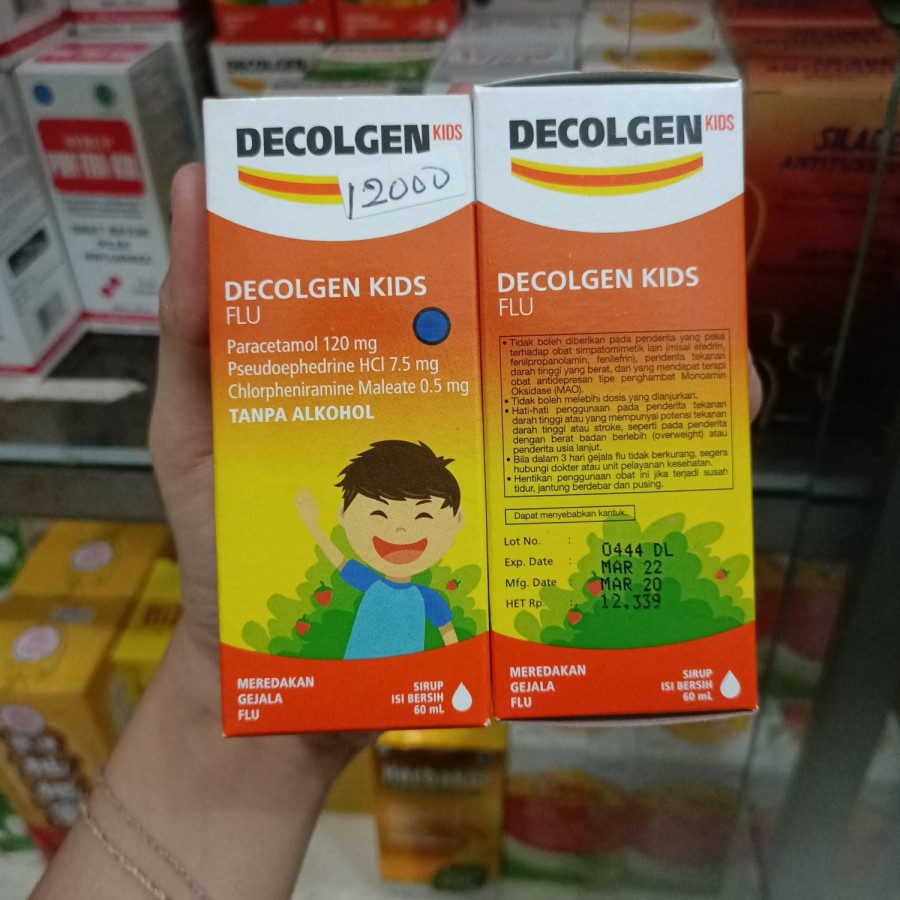 DECOLGEN KIDS
12000
DECOLGEN KIDS
FLU
Paracetamol 120 mg
Pseudoephedrine HCl 7.5 mg
Chlorpheniramine Maleate 0.5 mg
TANPA ALKOHOL
MEREDAKAN
GEJALA
FLU
SIRUP
ISI BERSIH
60 mL
DECOLGEN KIDS
DECOLGEN KIDS
FLU
• Tidak boleh diberikan pada penderita yang peka
terhadap obat simpatomimetik lain (misal efedrin,
fenilpropanolamin, fenilefrin), penderita tekanan
darah tinggi yang berat, dan yang mendapat terapi
obat antidepresan tipe penghambat Monoamin
Oksidase (MAO).
• Tidak boleh melebihi dosis yang dianjurkan.
• Hati-hati penggunaan pada penderita tekanan
darah tinggi atau yang mempunyai potensi tekanan
darah tinggi atau stroke, seperti pada penderita
dengan berat badan berlebih (overweight) atau
penderita usia lanjut.
• Bila dalam 3 hari gejala flu tidak berkurang, segera
hubungi dokter atau unit pelayanan kesehatan.
• Hentikan penggunaan obat ini jika terjadi susah
tidur, jantung berdebar dan pusing.
Dapat menyebabkan kantuk.
Lot No. : 0444 DL
Exp. Date : MAR 22
Mfg. Date : MAR 20
HET Rp. : 12.339
MEREDAKAN
GEJALA
FLU
SIRUP
ISI BERSIH
60 mL
DECOLGEN